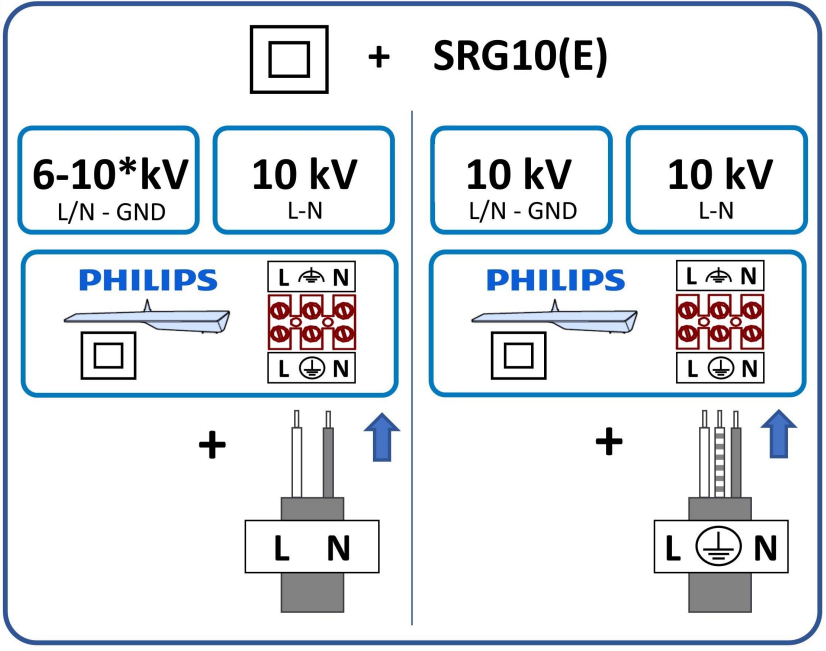 + SRG10(E)
6-10*kV
L/N - GND
10 kV
L-N
PHILIPS
L N
L N
+
L N
10 kV
L/N - GND
10 kV
L-N
PHILIPS
L N
L N
+
L N